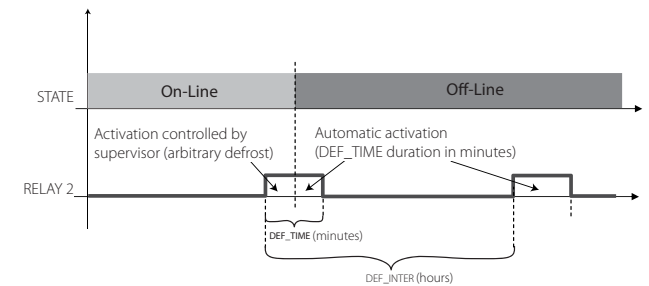 STATE
On-Line
Off-Line
Activation controlled by
supervisor (arbitrary defrost)
Automatic activation
(DEF_TIME duration in minutes)
RELAY 2
DEF_TIME (minutes)
DEF_INTER (hours)